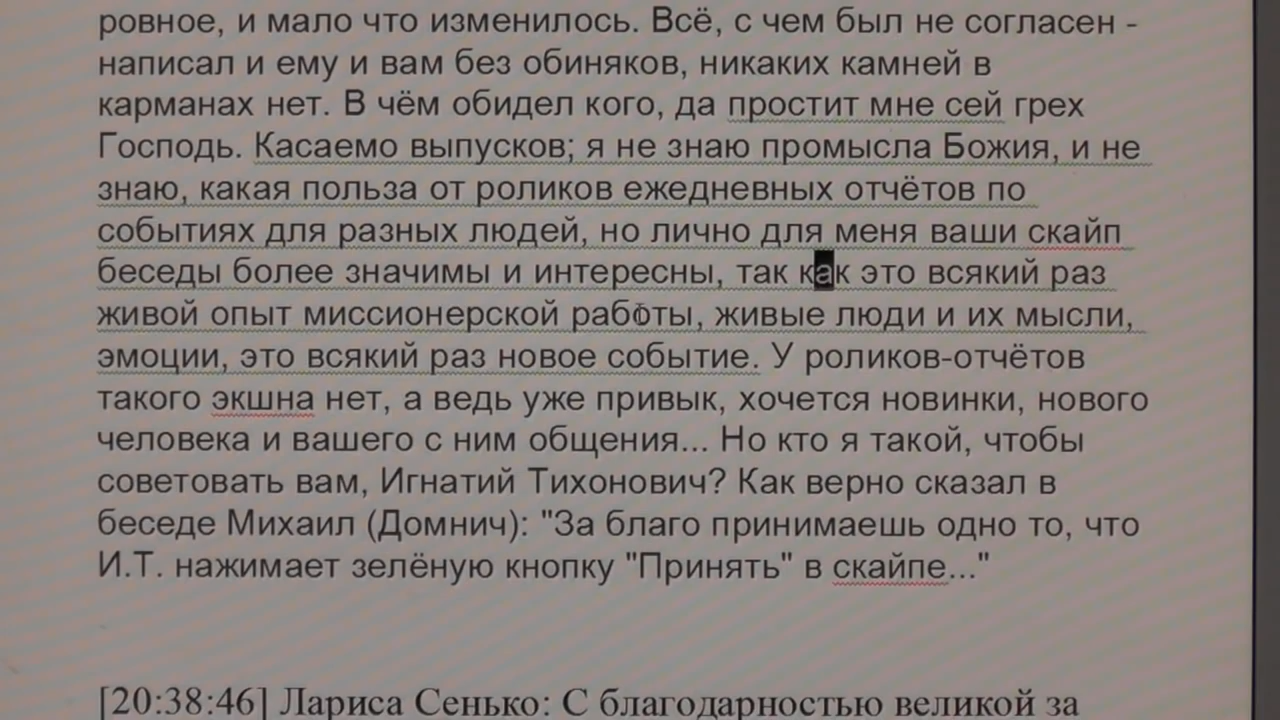 ровное, и мало что изменилось. Всё, с чем был не согласен -
написал и ему и вам без обиняков, никаких камней в
карманах нет. В чём обидел кого, да простит мне сей грех
Господь. Касаемо выпусков; я не знаю промысла Божия, и не
знаю, какая польза от роликов ежедневных отчётов по
событиях для разных людей, но лично для меня ваши скайп
беседы более значимы и интересны, так как это всякий раз
живой опыт миссионерской работы, живые люди и их мысли,
эмоции, это всякий раз новое событие. У роликов-отчётов
такого экшна нет, а ведь уже привык, хочется новинки, нового
человека и вашего с ним общения... Но кто я такой, чтобы
советовать вам, Игнатий Тихонович? Как верно сказал в
беседе Михаил (Домнич): "За благо принимаешь одно то, что
И.Т. нажимает зелёную кнопку "Принять" в скайпе..."
[20:38:46] Лариса Сенько: С благодарностью великой за